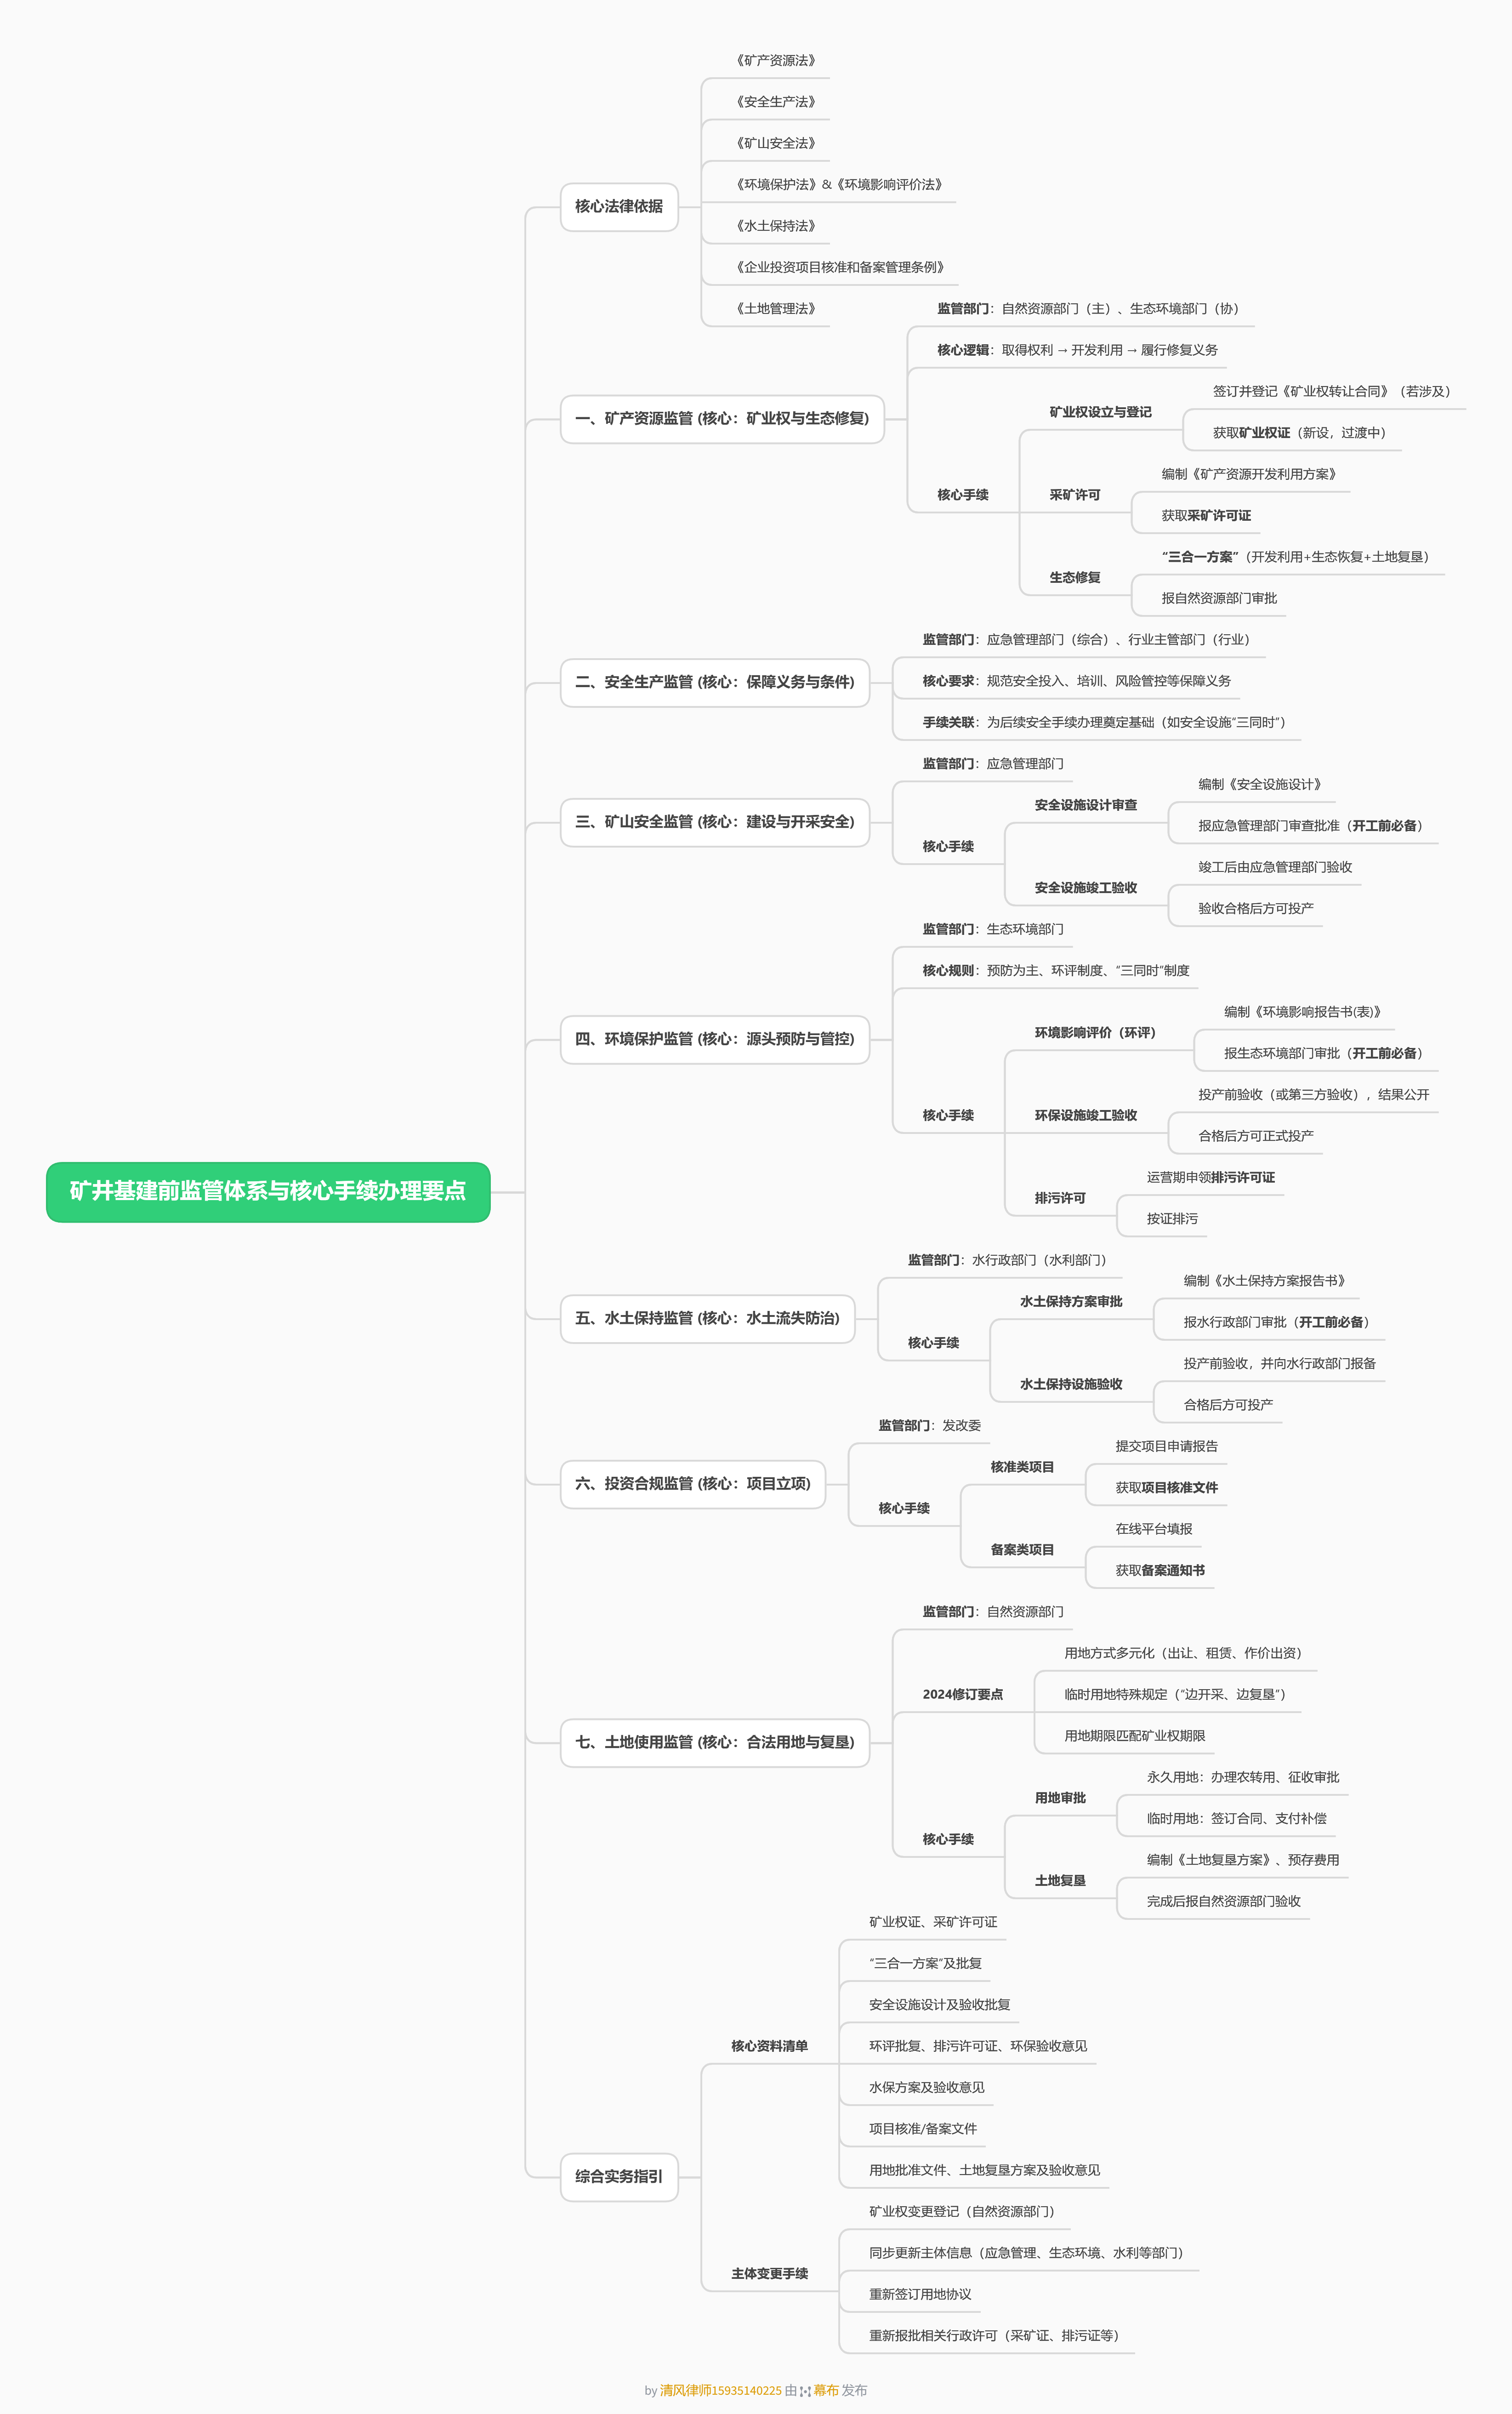 矿井基建前监管体系与核心手续办理要点
核心法律依据
《矿产资源法》
《安全生产法》
《矿山安全法》
《环境保护法》&《环境影响评价法》
《水土保持法》
《企业投资项目核准和备案管理条例》
《土地管理法》
一、矿产资源监管 (核心：矿业权与生态修复)
监管部门：自然资源部门（主）、生态环境部门（协）
核心逻辑：取得权利 → 开发利用 → 履行修复义务
核心手续
矿业权设立与登记
签订并登记《矿业权转让合同》（若涉及）
获取矿业权证（新设，过渡中）
采矿许可
编制《矿产资源开发利用方案》
获取采矿许可证
生态修复
“三合一方案”（开发利用+生态恢复+土地复垦）
报自然资源部门审批
二、安全生产监管 (核心：保障义务与条件)
监管部门：应急管理部门（综合）、行业主管部门（行业）
核心要求：规范安全投入、培训、风险管控等保障义务
手续关联：为后续安全手续办理奠定基础（如安全设施“三同时”）
三、矿山安全监管 (核心：建设与开采安全)
监管部门：应急管理部门
核心手续
安全设施设计审查
编制《安全设施设计》
报应急管理部门审查批准（开工前必备）
安全设施竣工验收
竣工后由应急管理部门验收
验收合格后方可投产
四、环境保护监管 (核心：源头预防与管控)
监管部门：生态环境部门
核心规则：预防为主、环评制度、“三同时”制度
核心手续
环境影响评价（环评）
编制《环境影响报告书(表)》
报生态环境部门审批（开工前必备）
环保设施竣工验收
投产前验收（或第三方验收），结果公开
合格后方可正式投产
排污许可
运营期申领排污许可证
按证排污
五、水土保持监管 (核心：水土流失防治)
监管部门：水行政部门（水利部门）
核心手续
水土保持方案审批
编制《水土保持方案报告书》
报水行政部门审批（开工前必备）
水土保持设施验收
投产前验收，并向水行政部门报备
合格后方可投产
六、投资合规监管 (核心：项目立项)
监管部门：发改委
核心手续
核准类项目
提交项目申请报告
获取项目核准文件
备案类项目
在线平台填报
获取备案通知书
七、土地使用监管 (核心：合法用地与复垦)
监管部门：自然资源部门
2024修订要点
用地方式多元化（出让、租赁、作价出资）
临时用地特殊规定（“边开采、边复垦”）
用地期限匹配矿业权期限
核心手续
用地审批
永久用地：办理农转用、征收审批
临时用地：签订合同、支付补偿
土地复垦
编制《土地复垦方案》、预存费用
完成后报自然资源部门验收
综合实务指引
核心资料清单
矿业权证、采矿许可证
“三合一方案”及批复
安全设施设计及验收批复
环评批复、排污许可证、环保验收意见
水保方案及验收意见
项目核准/备案文件
用地批准文件、土地复垦方案及验收意见
主体变更手续
矿业权变更登记（自然资源部门）
同步更新主体信息（应急管理、生态环境、水利等部门）
重新签订用地协议
重新报批相关行政许可（采矿证、排污证等）
by 清风律师15935140225 由 幕布 发布